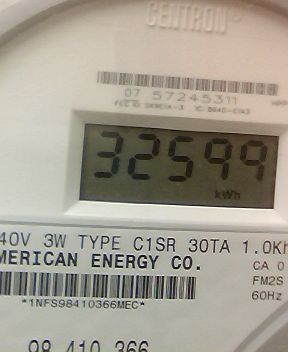 CENTRON
07 57245311
32599
kWh
40V 3W TYPE C1SR 30TA 1.0Kh
MERICAN ENERGY CO.
CA 0
FM2S
60Hz
*1NFS98410366MEC*
98 410 366